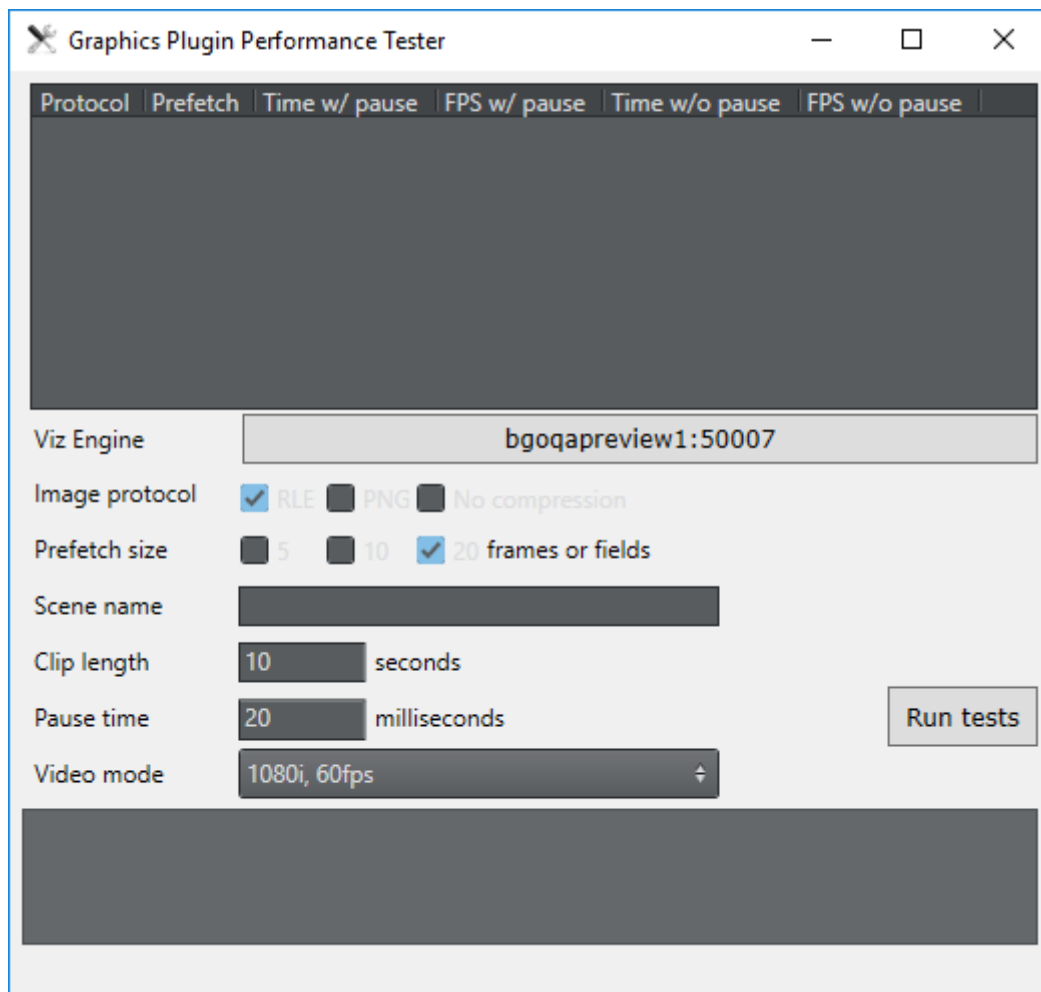 Graphics Plugin Performance Tester
Protocol Prefetch Time w/ pause FPS w/ pause Time w/o pause FPS w/o pause
Viz Engine bgoqapreview1:50007
Image protocol RLE PNG No compression
Prefetch size 5 10 20 frames or fields
Scene name
Clip length 10 seconds
Pause time 20 milliseconds
Run tests
Video mode 1080i, 60fps